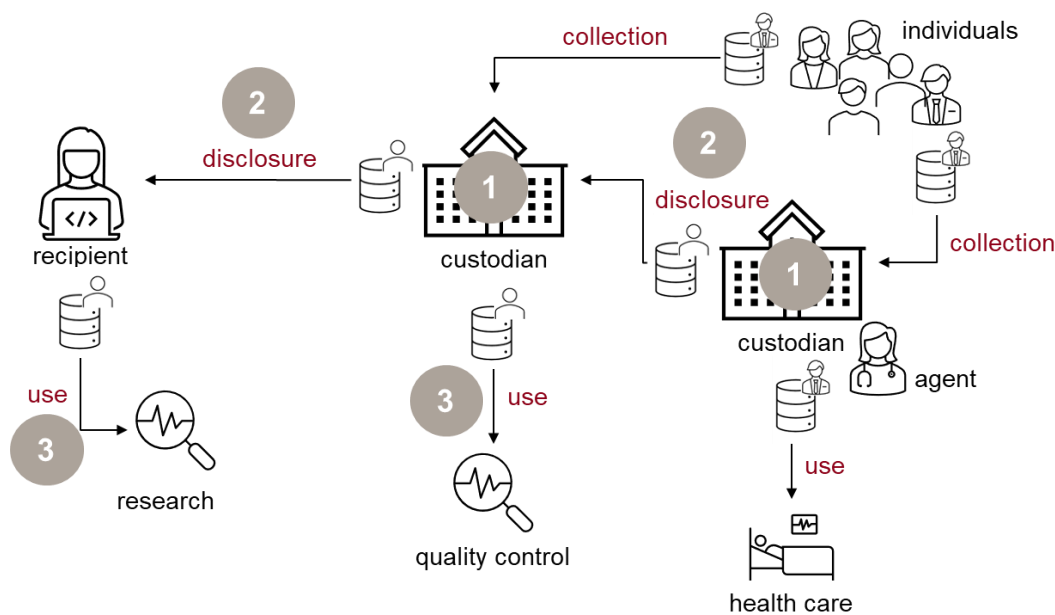 collection
individuals
2
disclosure
1
custodian
2
disclosure
collection
1
custodian
agent
</>
recipient
use
3
research
3
use
quality control
use
health care